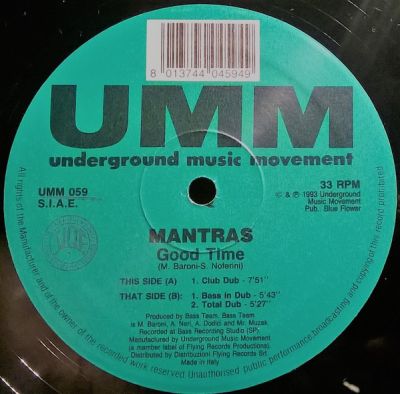 8 013744 045949
UMM
underground music movement
UMM 059
S.I.A.E.
33 RPM
© & ℗ 1993 Underground
Music Movement
Pub. Blue Flower
MANTRAS
Good Time
(M. Baroni-S. Noferini)
THIS SIDE (A) 1. Club Dub - 7'51"
THAT SIDE (B): 1. Bass in Dub - 5'43"
2. Total Dub - 5'27"
Produced by Bass Team. Bass Team
is M. Baroni, A. Neri, A. Dodici and Mr. Muzak
Recorded at Bass Recording Studio (SP)
Manufactured by Underground Music Movement
(a member label of Flying Records Productions)
Distributed by Distribuzioni Flying Records Srl.
Made in Italy
All rights of the Manufacturer and of the owner of the recorded work reserved. Unauthorised public performance, broadcasting and copying of this record prohibited